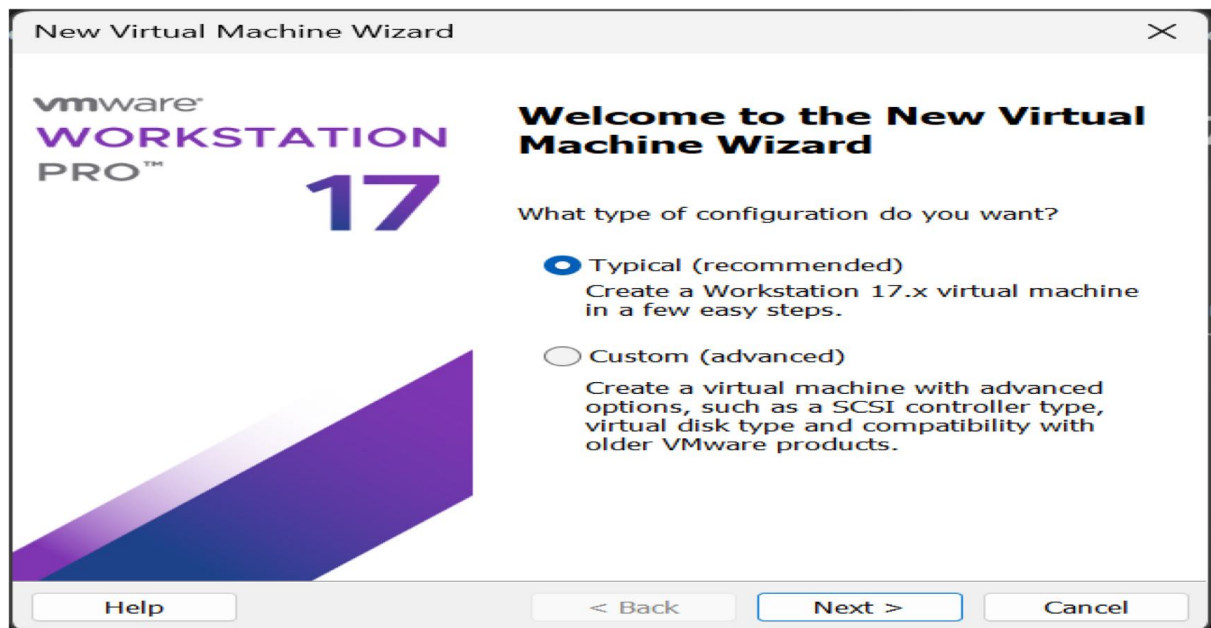 New Virtual Machine Wizard
vmware
WORKSTATION
PRO™
17
Welcome to the New Virtual
Machine Wizard
What type of configuration do you want?
Typical (recommended)
Create a Workstation 17.x virtual machine
in a few easy steps.
Custom (advanced)
Create a virtual machine with advanced
options, such as a SCSI controller type,
virtual disk type and compatibility with
older VMware products.
Help
< Back
Next >
Cancel